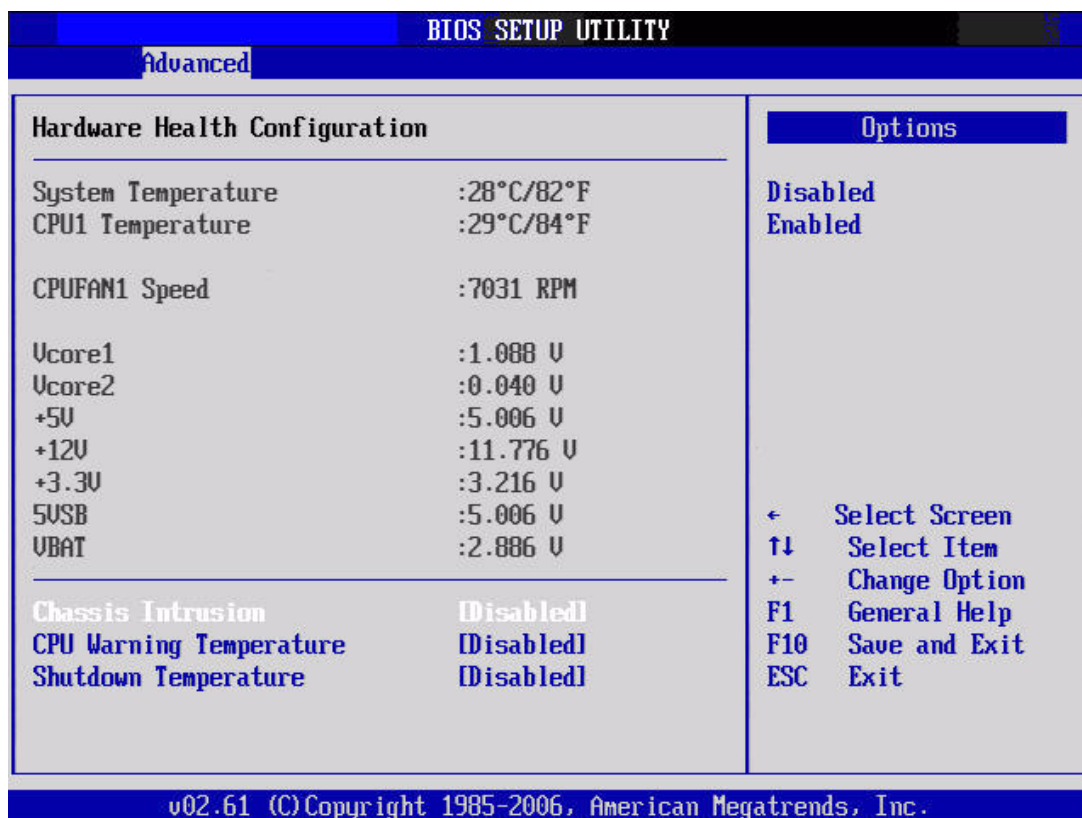 BIOS SETUP UTILITY
Advanced
Hardware Health Configuration
System Temperature :28°C/82°F
CPU1 Temperature :29°C/84°F
CPUFAN1 Speed :7031 RPM
Vcore1 :1.088 V
Vcore2 :0.040 V
+5V :5.006 V
+12V :11.776 V
+3.3V :3.216 V
5VSB :5.006 V
VBAT :2.886 V
Chassis Intrusion [Disabled]
CPU Warning Temperature [Disabled]
Shutdown Temperature [Disabled]
Options
Disabled
Enabled
← Select Screen
↑↓ Select Item
+- Change Option
F1 General Help
F10 Save and Exit
ESC Exit
v02.61 (C)Copyright 1985-2006, American Megatrends, Inc.